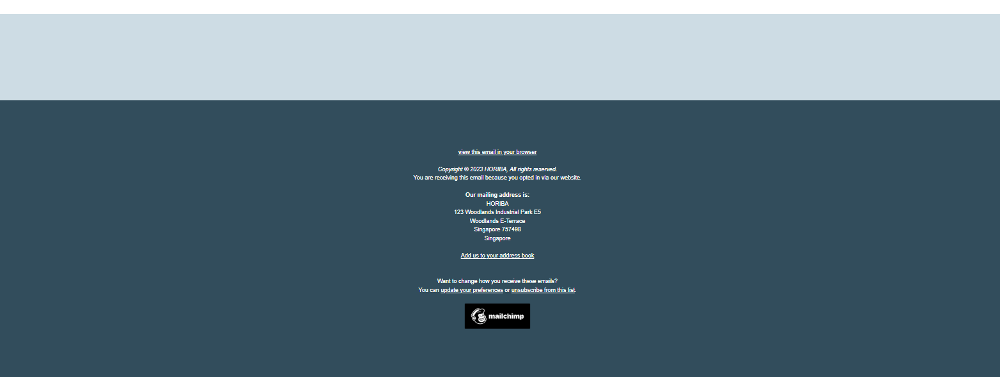 view this email in your browser
Copyright © 2023 HORIBA, All rights reserved.
You are receiving this email because you opted in via our website.
Our mailing address is:
HORIBA
123 Woodlands Industrial Park E5
Woodlands E-Terrace
Singapore 757498
Singapore
Add us to your address book
Want to change how you receive these emails?
You can update your preferences or unsubscribe from this list.
mailchimp